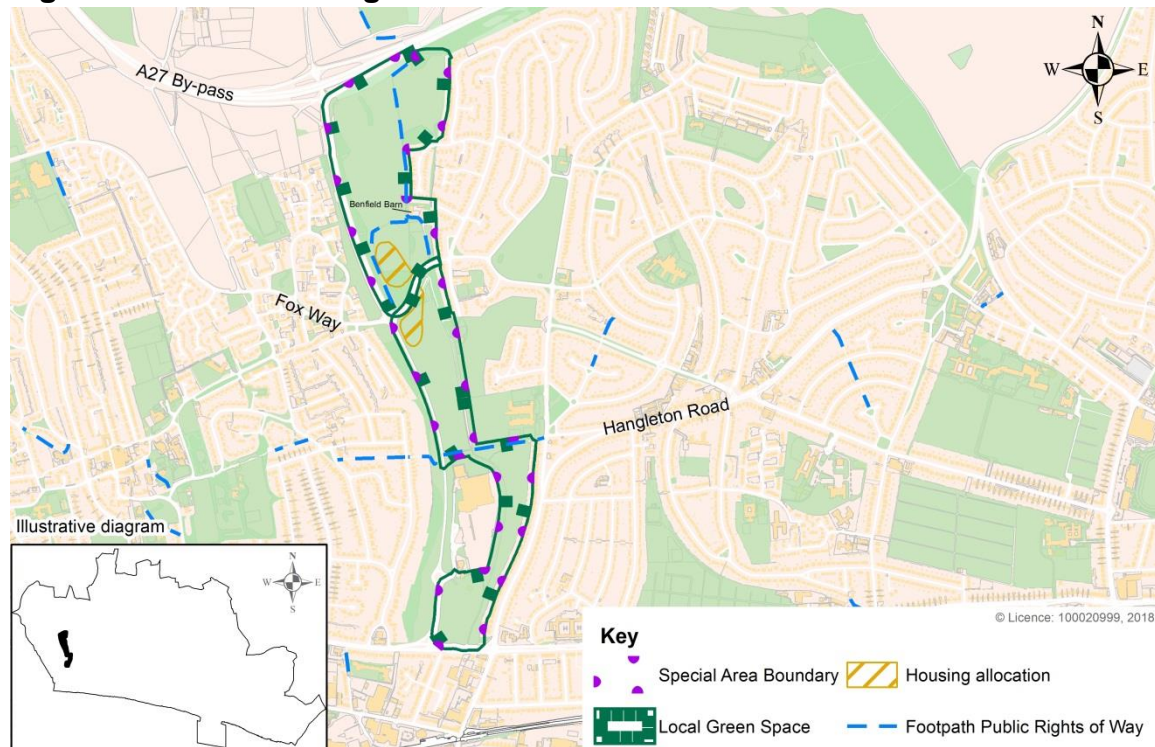 A27 By-pass
N
W
E
S
Benfield Barn
Fox Way
Hangleton Road
Illustrative diagram
N
W
E
S
© Licence: 100020999, 2018
Key
Special Area Boundary
Housing allocation
Local Green Space
Footpath Public Rights of Way